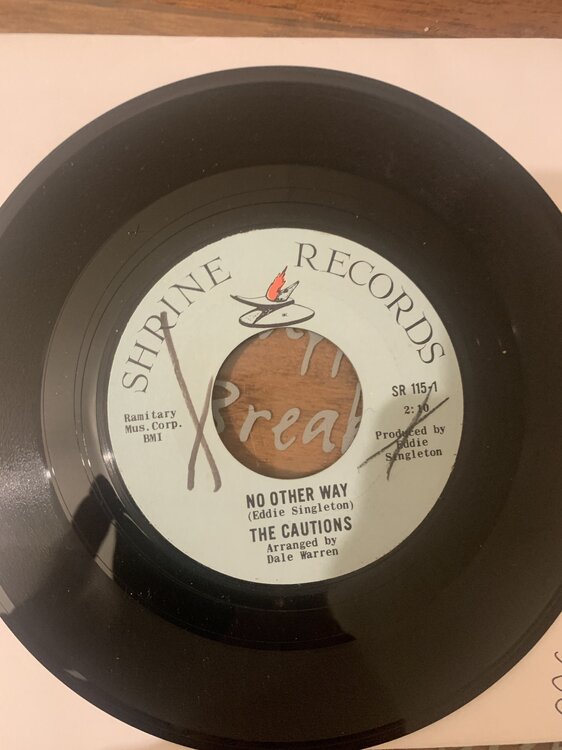 SHRINE RECORDS
SR 115-1
2:10
Ramitary
Mus. Corp.
BMI
Produced by
Eddie
Singleton
Break
NO OTHER WAY
(Eddie Singleton)
THE CAUTIONS
Arranged by
Dale Warren